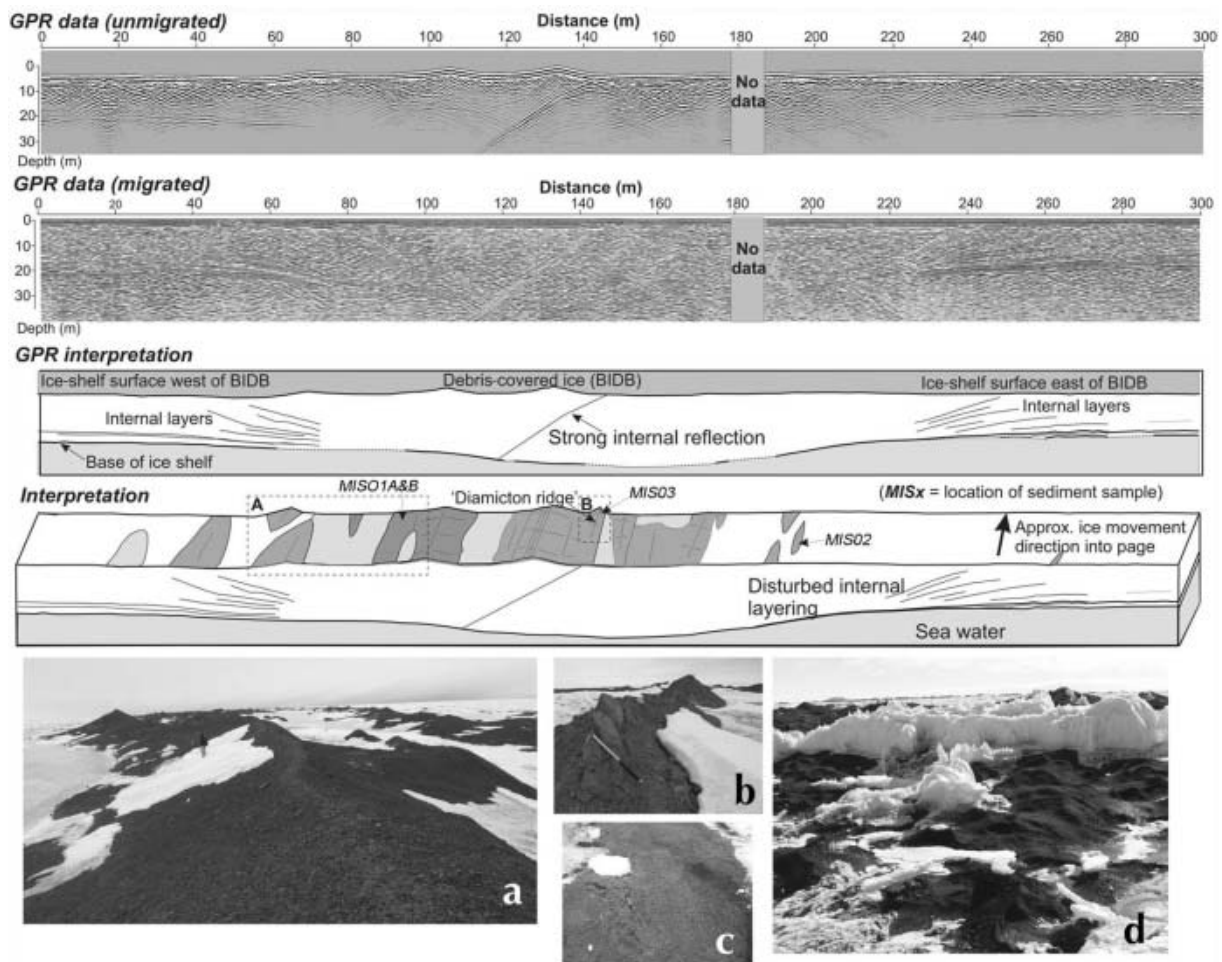 GPR data (unmigrated)
Distance (m)
0 20 40 60 80 100 120 140 160 180 200 220 240 260 280 300
0
10
20
30
No
data
Depth (m)
GPR data (migrated)
Distance (m)
0 20 40 60 80 100 120 140 160 180 200 220 240 260 280 300
0
10
20
30
No
data
Depth (m)
GPR interpretation
Ice-shelf surface west of BIDB
Debris-covered ice (BIDB)
Ice-shelf surface east of BIDB
Internal layers
Internal layers
Strong internal reflection
Base of ice shelf
Interpretation
MISO1A&B
'Diamicton ridge'
MIS03
(MISx = location of sediment sample)
A
B
Approx. ice movement
direction into page
MIS02
Disturbed internal
layering
Sea water
a
b
c
d